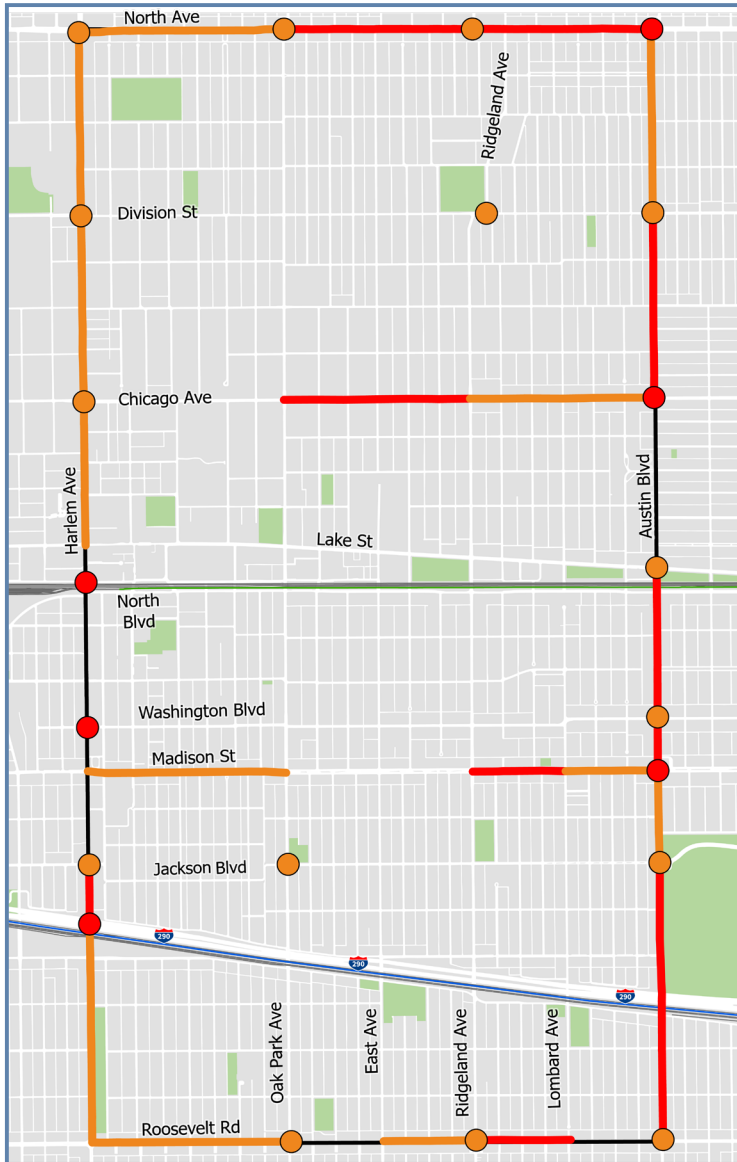 North Ave
Ridgeland Ave
Division St
Chicago Ave
Harlem Ave
Austin Blvd
Lake St
North
Blvd
Washington Blvd
Madison St
Jackson Blvd
290
290
290
Oak Park Ave
East Ave
Ridgeland Ave
Lombard Ave
Roosevelt Rd